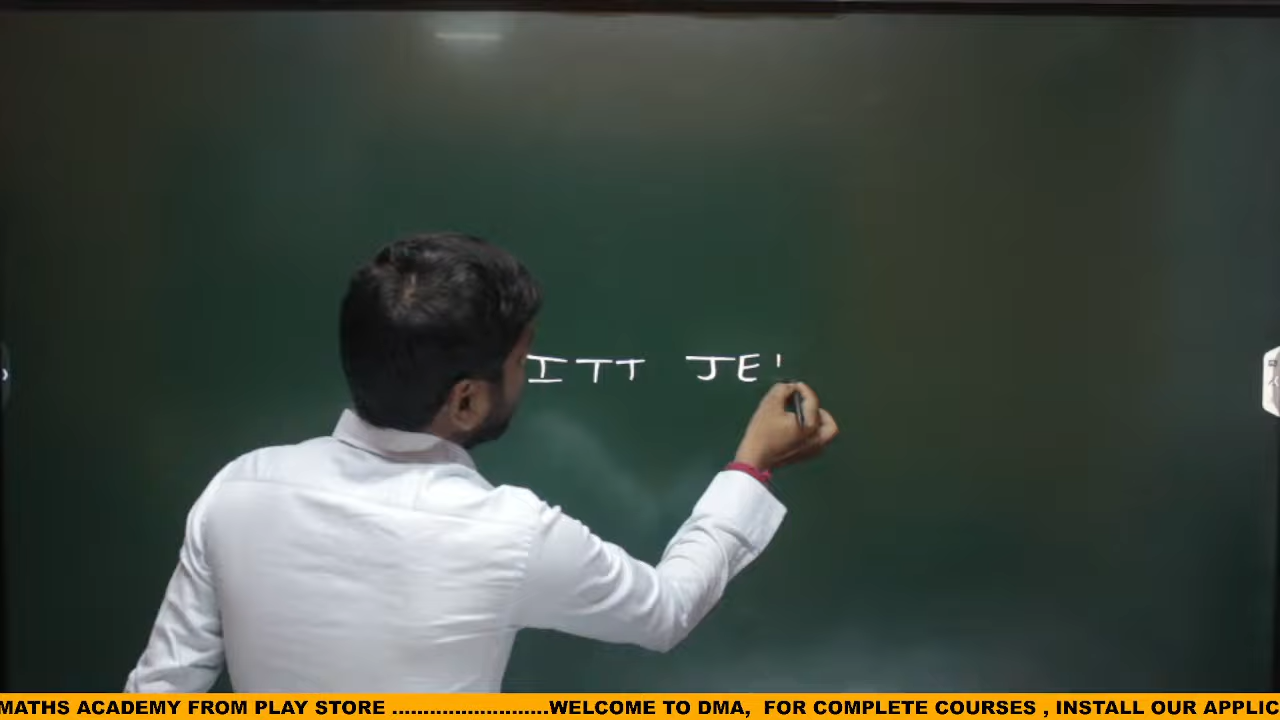 ITT JE
MATHS ACADEMY FROM PLAY STORE ........................WELCOME TO DMA, FOR COMPLETE COURSES , INSTALL OUR APPLIC